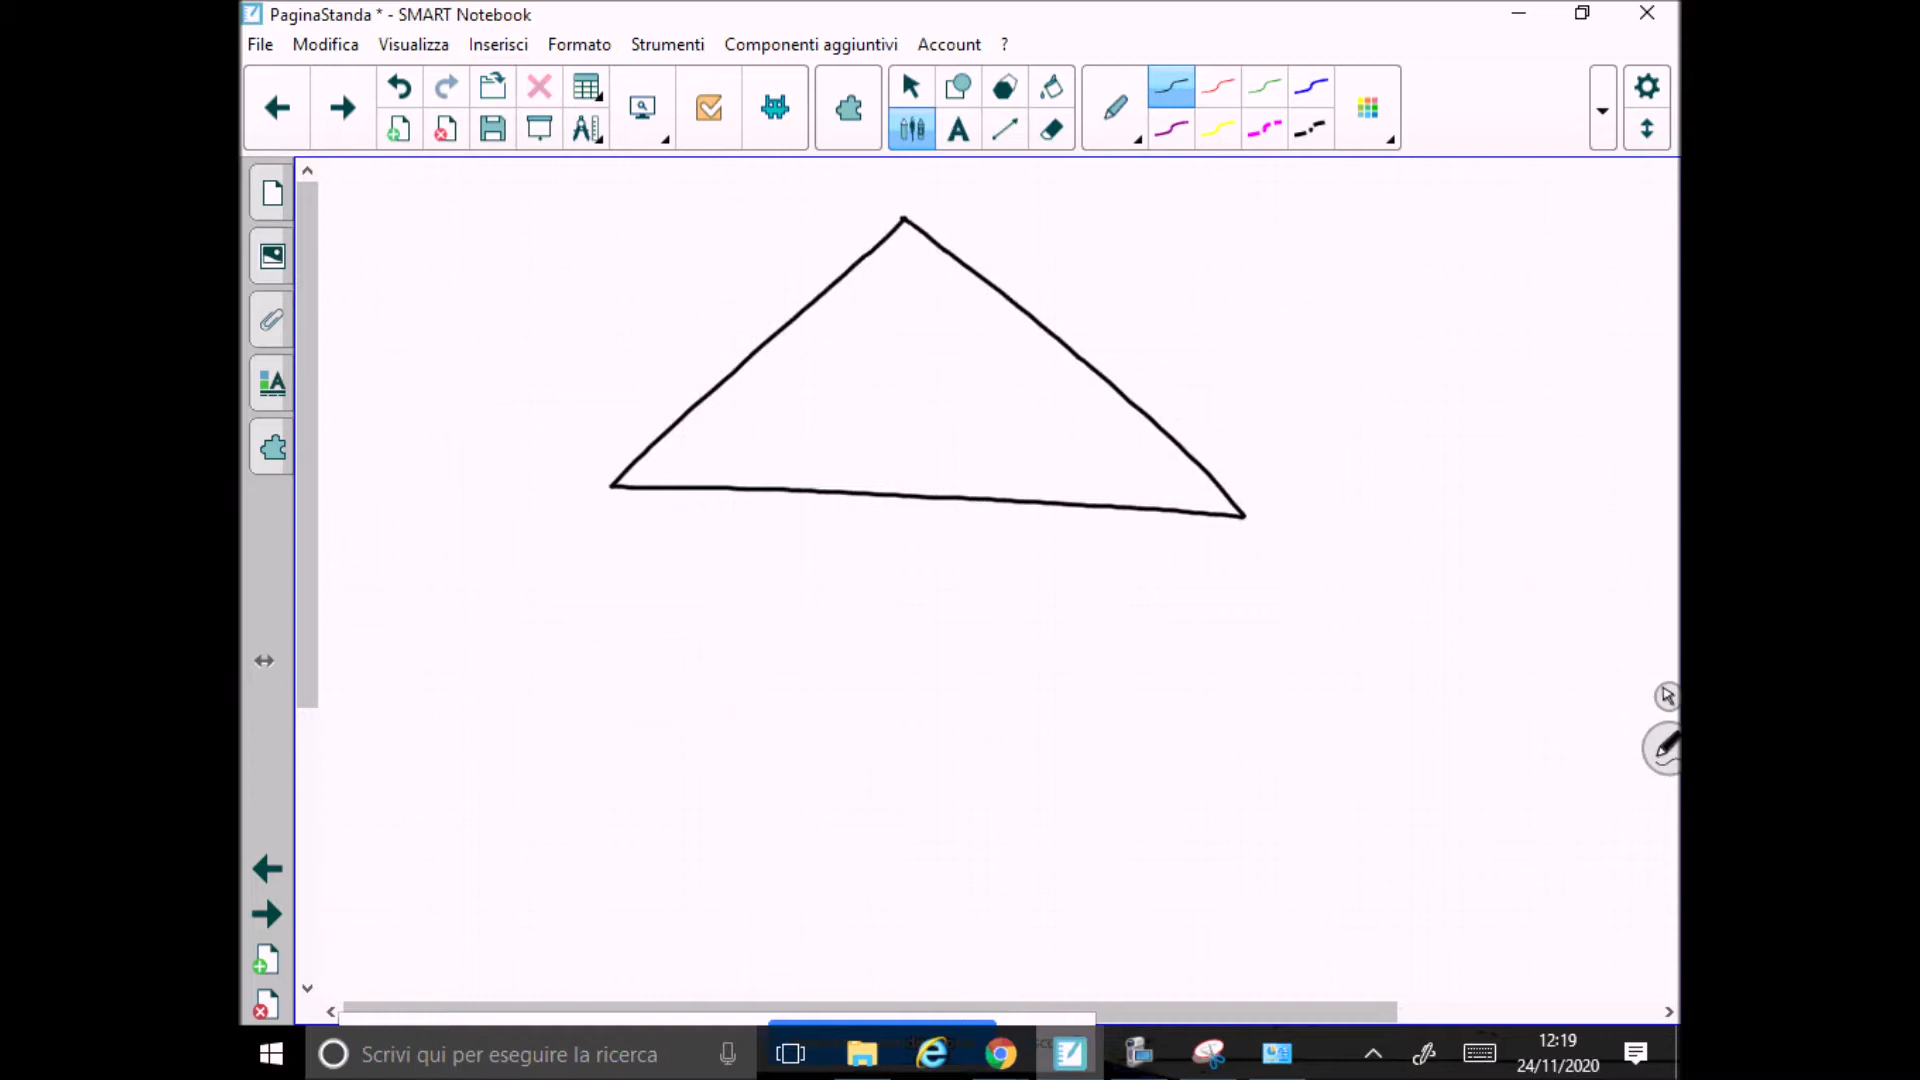 PaginaStanda * - SMART Notebook
File Modifica Visualizza Inserisci Formato Strumenti Componenti aggiuntivi Account ?
Scrivi qui per eseguire la ricerca
12:19
24/11/2020